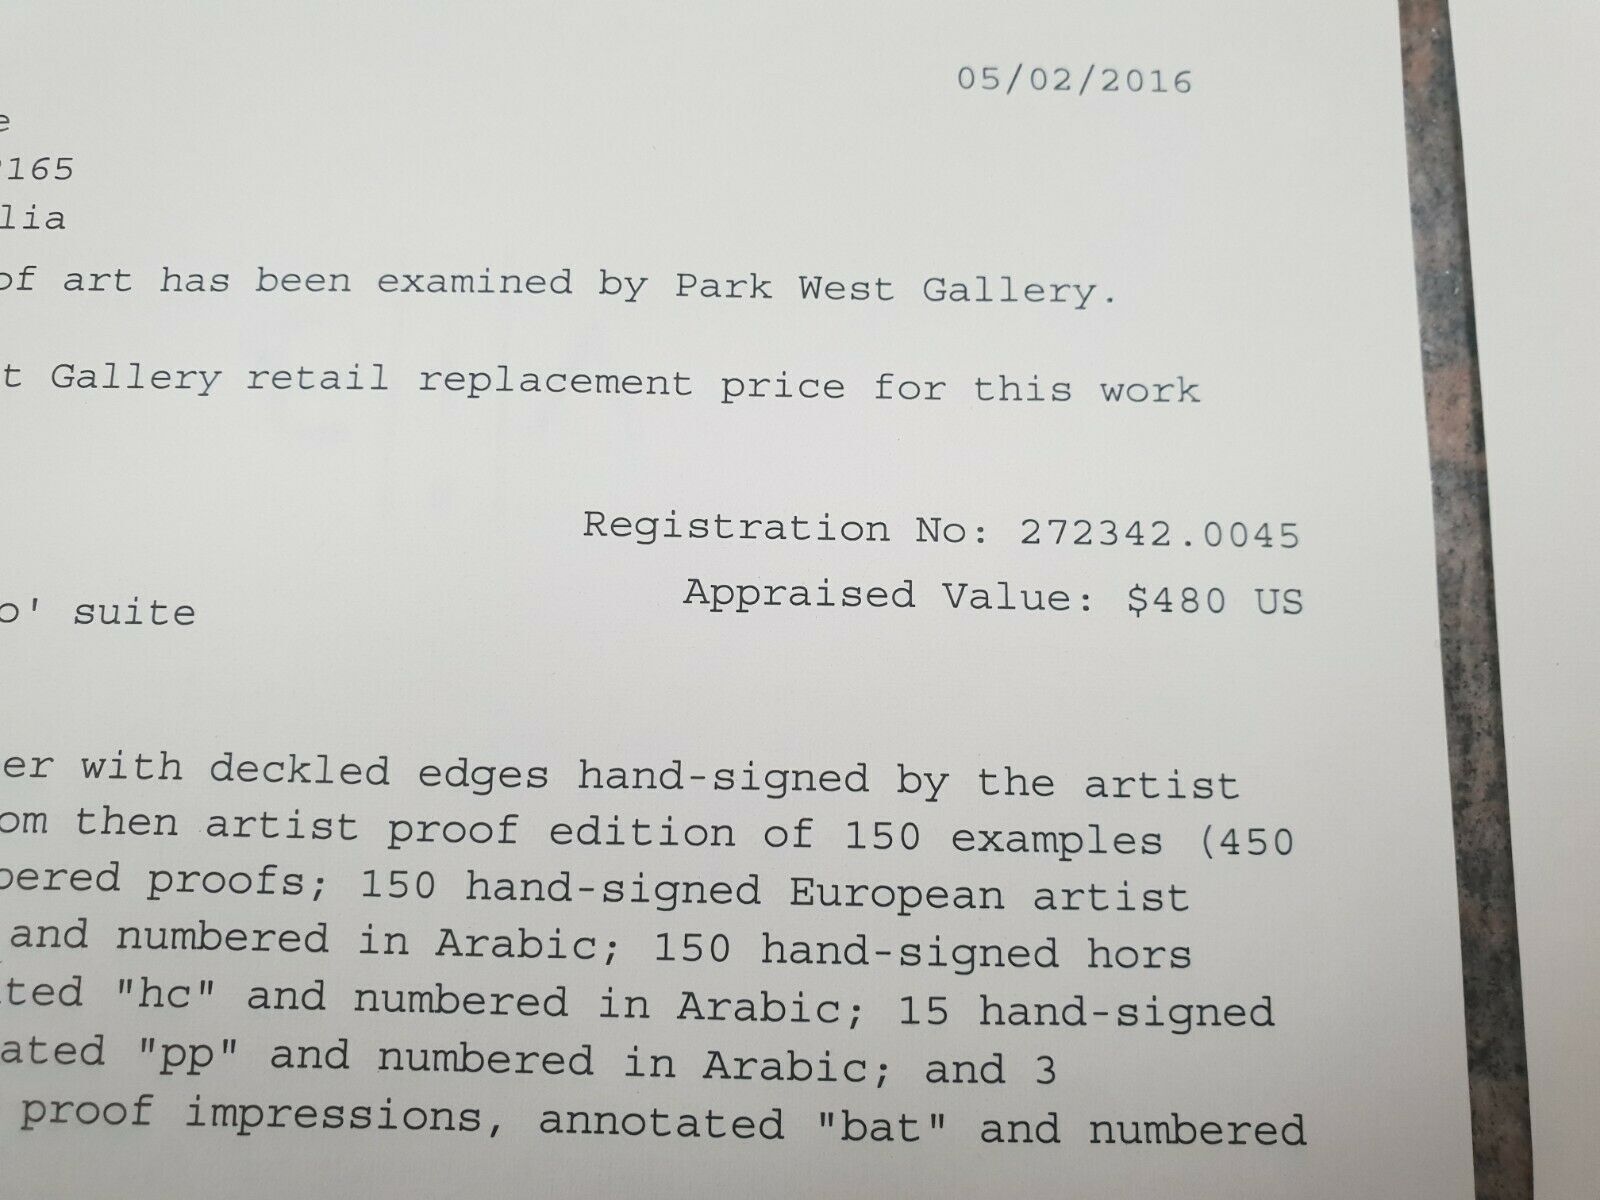 05/02/2016
e
165
lia
of art has been examined by Park West Gallery.
t Gallery retail replacement price for this work
Registration No: 272342.0045
Appraised Value: $480 US
o' suite
er with deckled edges hand-signed by the artist
om then artist proof edition of 150 examples (450
bered proofs; 150 hand-signed European artist
and numbered in Arabic; 150 hand-signed hors
ted "hc" and numbered in Arabic; 15 hand-signed
ated "pp" and numbered in Arabic; and 3
proof impressions, annotated "bat" and numbered